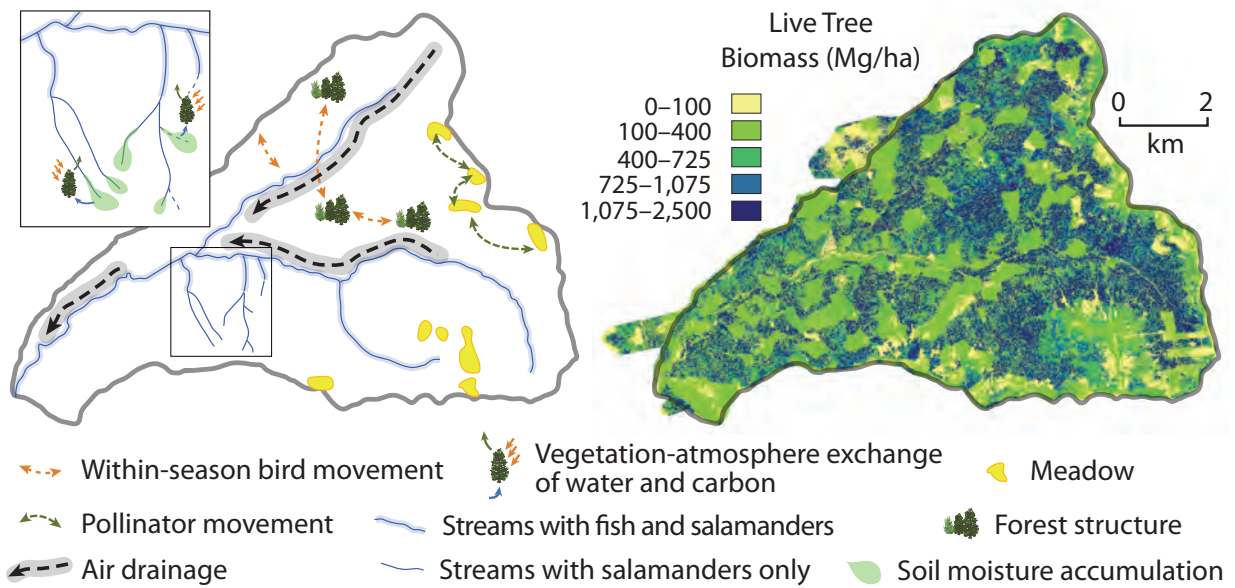 Live Tree
Biomass (Mg/ha)
0–100
100–400
400–725
725–1,075
1,075–2,500
0 2
km
Within-season bird movement
Vegetation-atmosphere exchange
of water and carbon
Meadow
Pollinator movement
Streams with fish and salamanders
Forest structure
Air drainage
Streams with salamanders only
Soil moisture accumulation